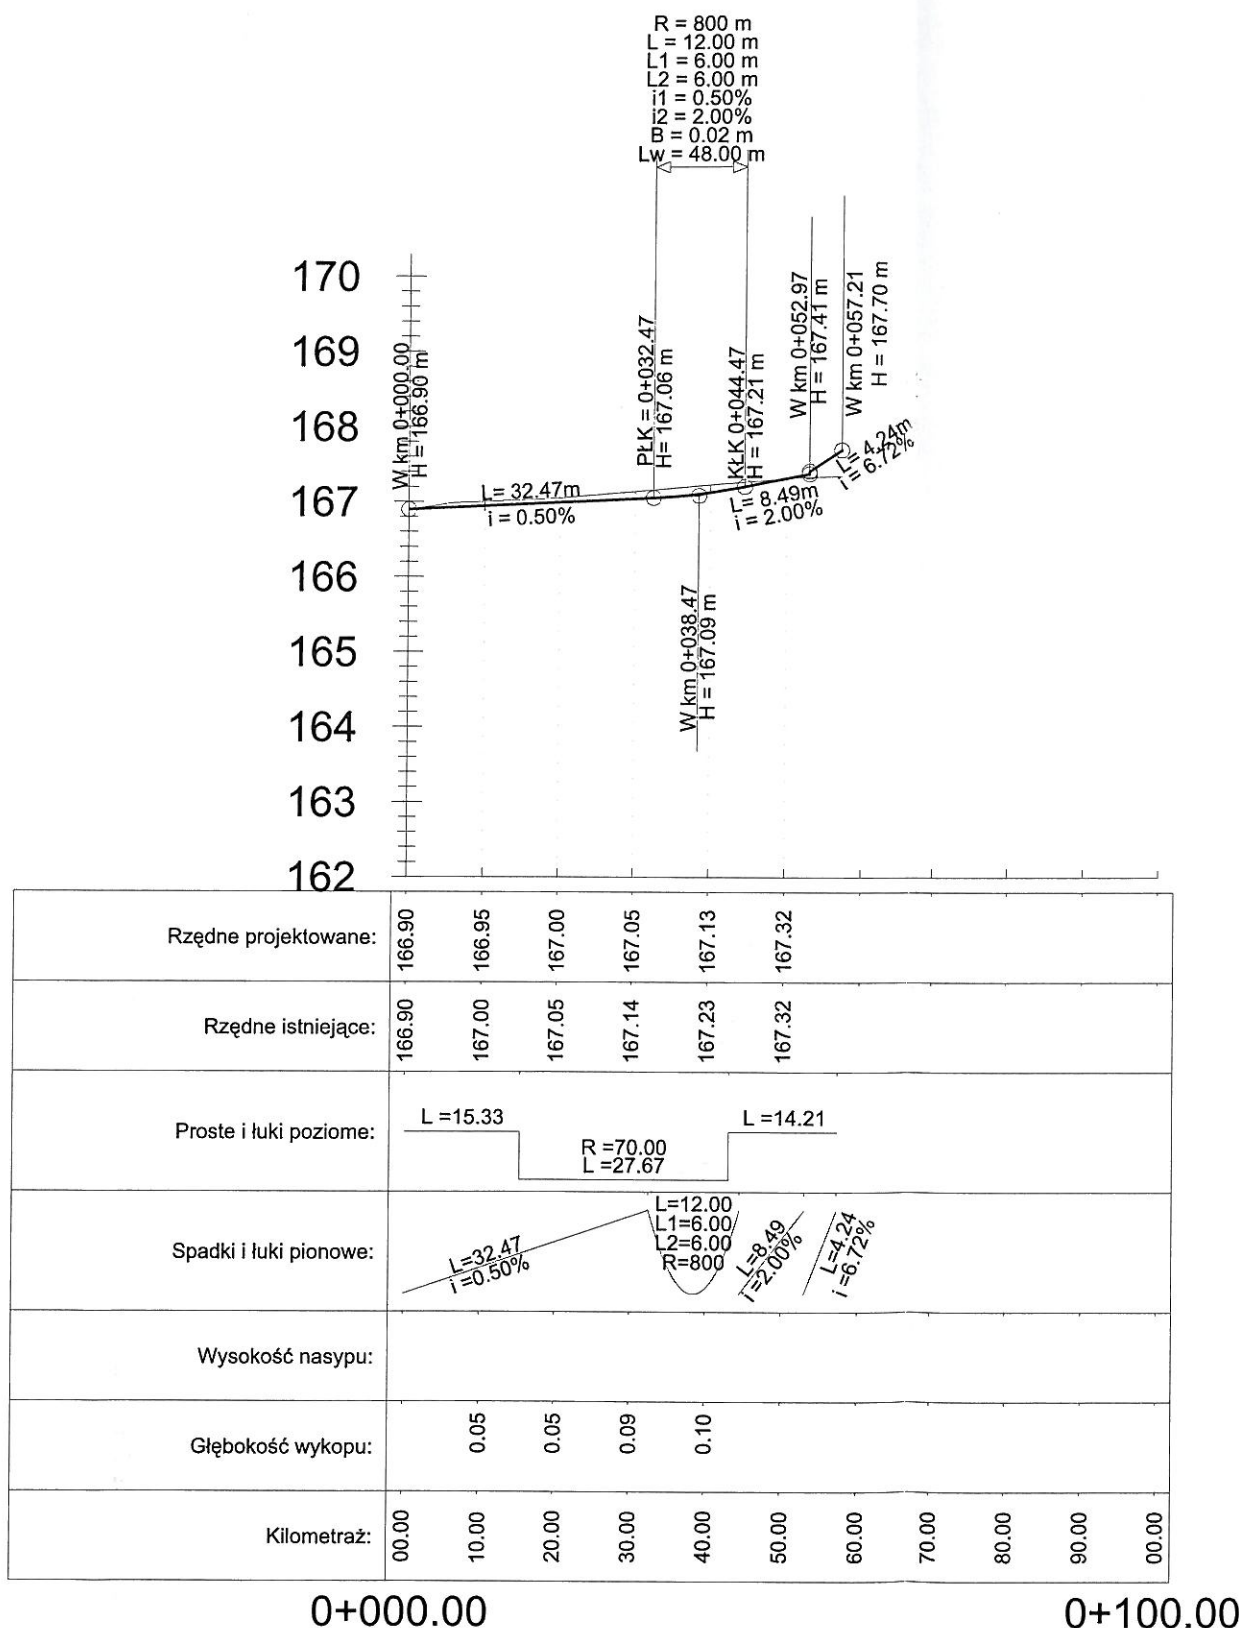 R = 800 m
L = 12.00 m
L1 = 6.00 m
L2 = 6.00 m
i1 = 0.50%
i2 = 2.00%
B = 0.02 m
Lw = 48.00 m
170
169
168
167
166
165
164
163
162
W km 0+000.00
H = 166.90 m
PŁK = 0+032.47
H= 167.06 m
KŁK 0+044.47
H = 167.21 m
W km 0+052.97
H = 167.41 m
W km 0+057.21
H = 167.70 m
L= 32.47m
i = 0.50%
L= 8.49m
i = 2.00%
L= 4.24m
i = 6.72%
W km 0+038.47
H = 167.09 m
Rzędne projektowane: 166.90 166.95 167.00 167.05 167.13 167.32
Rzędne istniejące: 166.90 167.00 167.05 167.14 167.23 167.32
Proste i łuki poziome:
L =15.33
R =70.00
L =27.67
L =14.21
Spadki i łuki pionowe:
L=32.47
i =0.50%
L=12.00
L1=6.00
L2=6.00
R=800
L=8.49
i =2.00%
L=4.24
i =6.72%
Wysokość nasypu:
Głębokość wykopu: 0.05 0.05 0.09 0.10
Kilometraż: 00.00 10.00 20.00 30.00 40.00 50.00 60.00 70.00 80.00 90.00 00.00
0+000.00 0+100.00